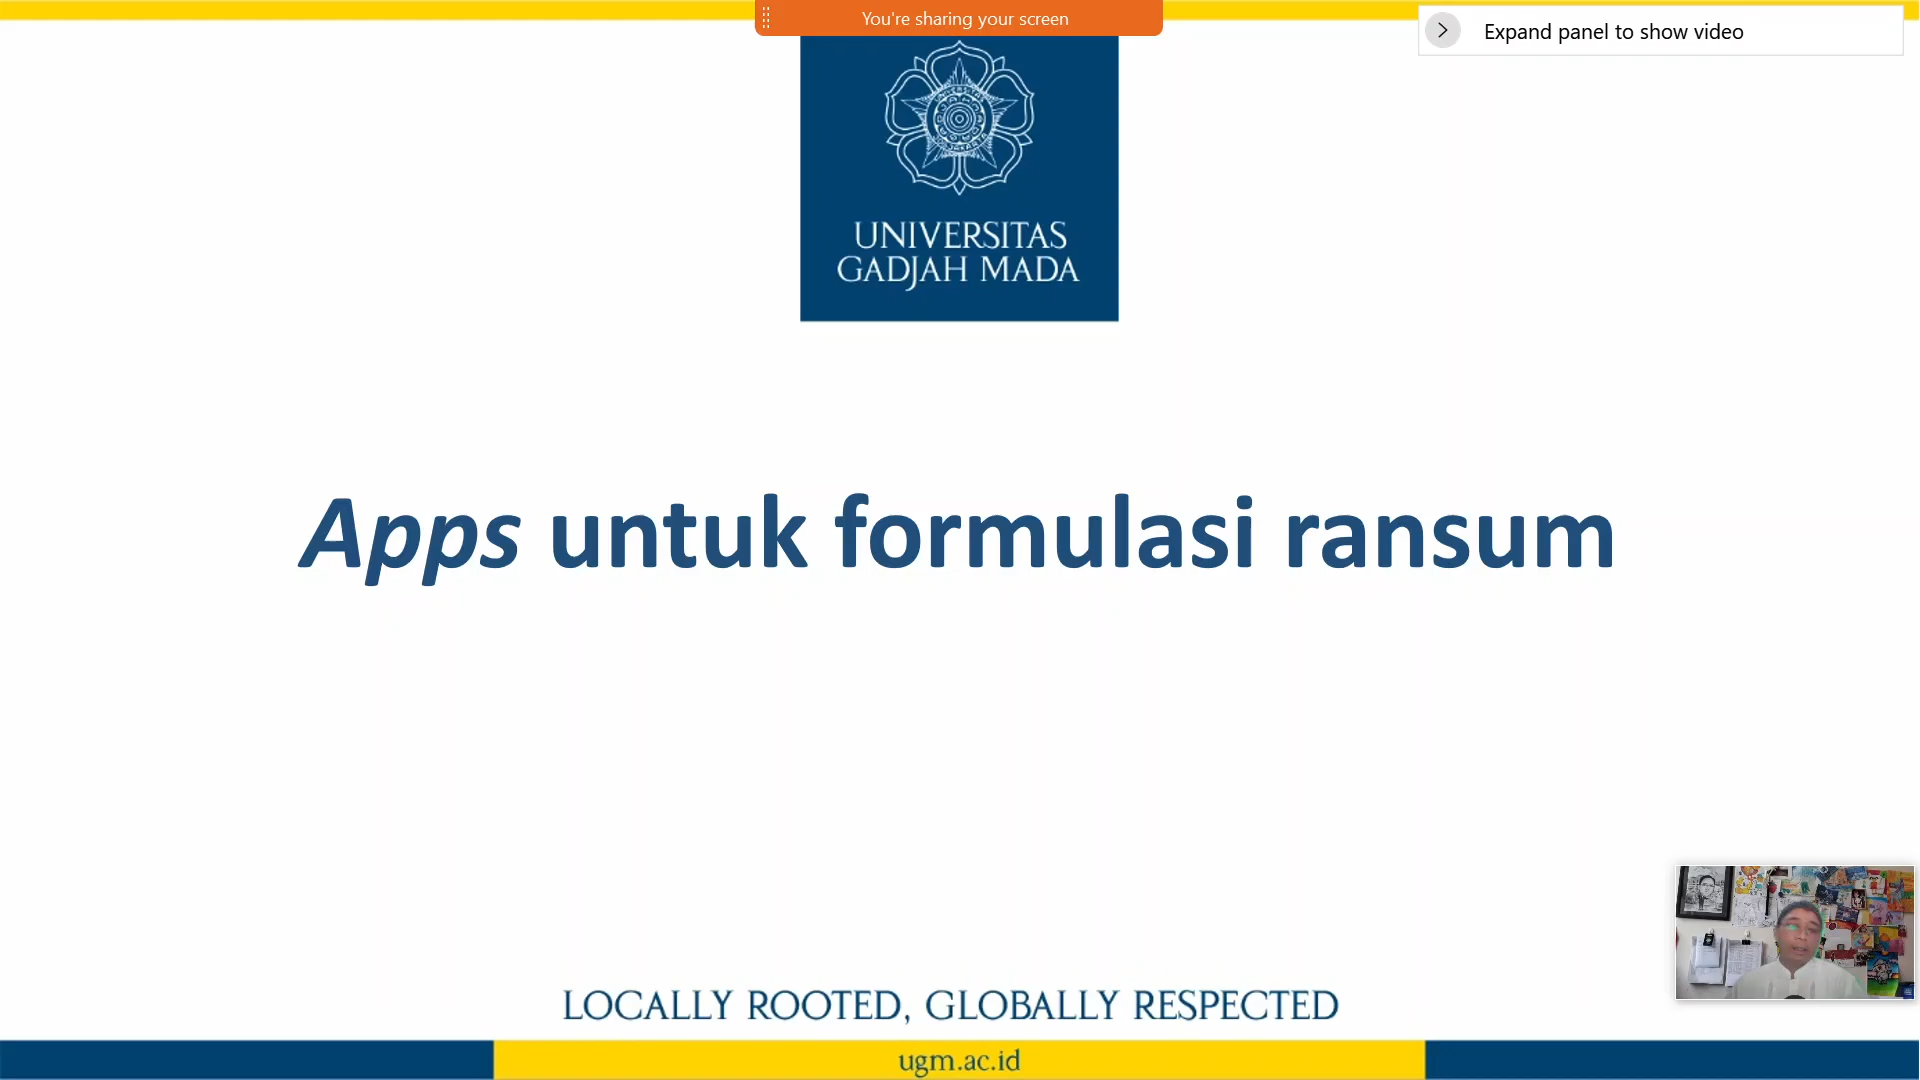 You're sharing your screen
Expand panel to show video
UNIVERSITAS
GADJAH MADA
Apps untuk formulasi ransum
LOCALLY ROOTED, GLOBALLY RESPECTED
ugm.ac.id